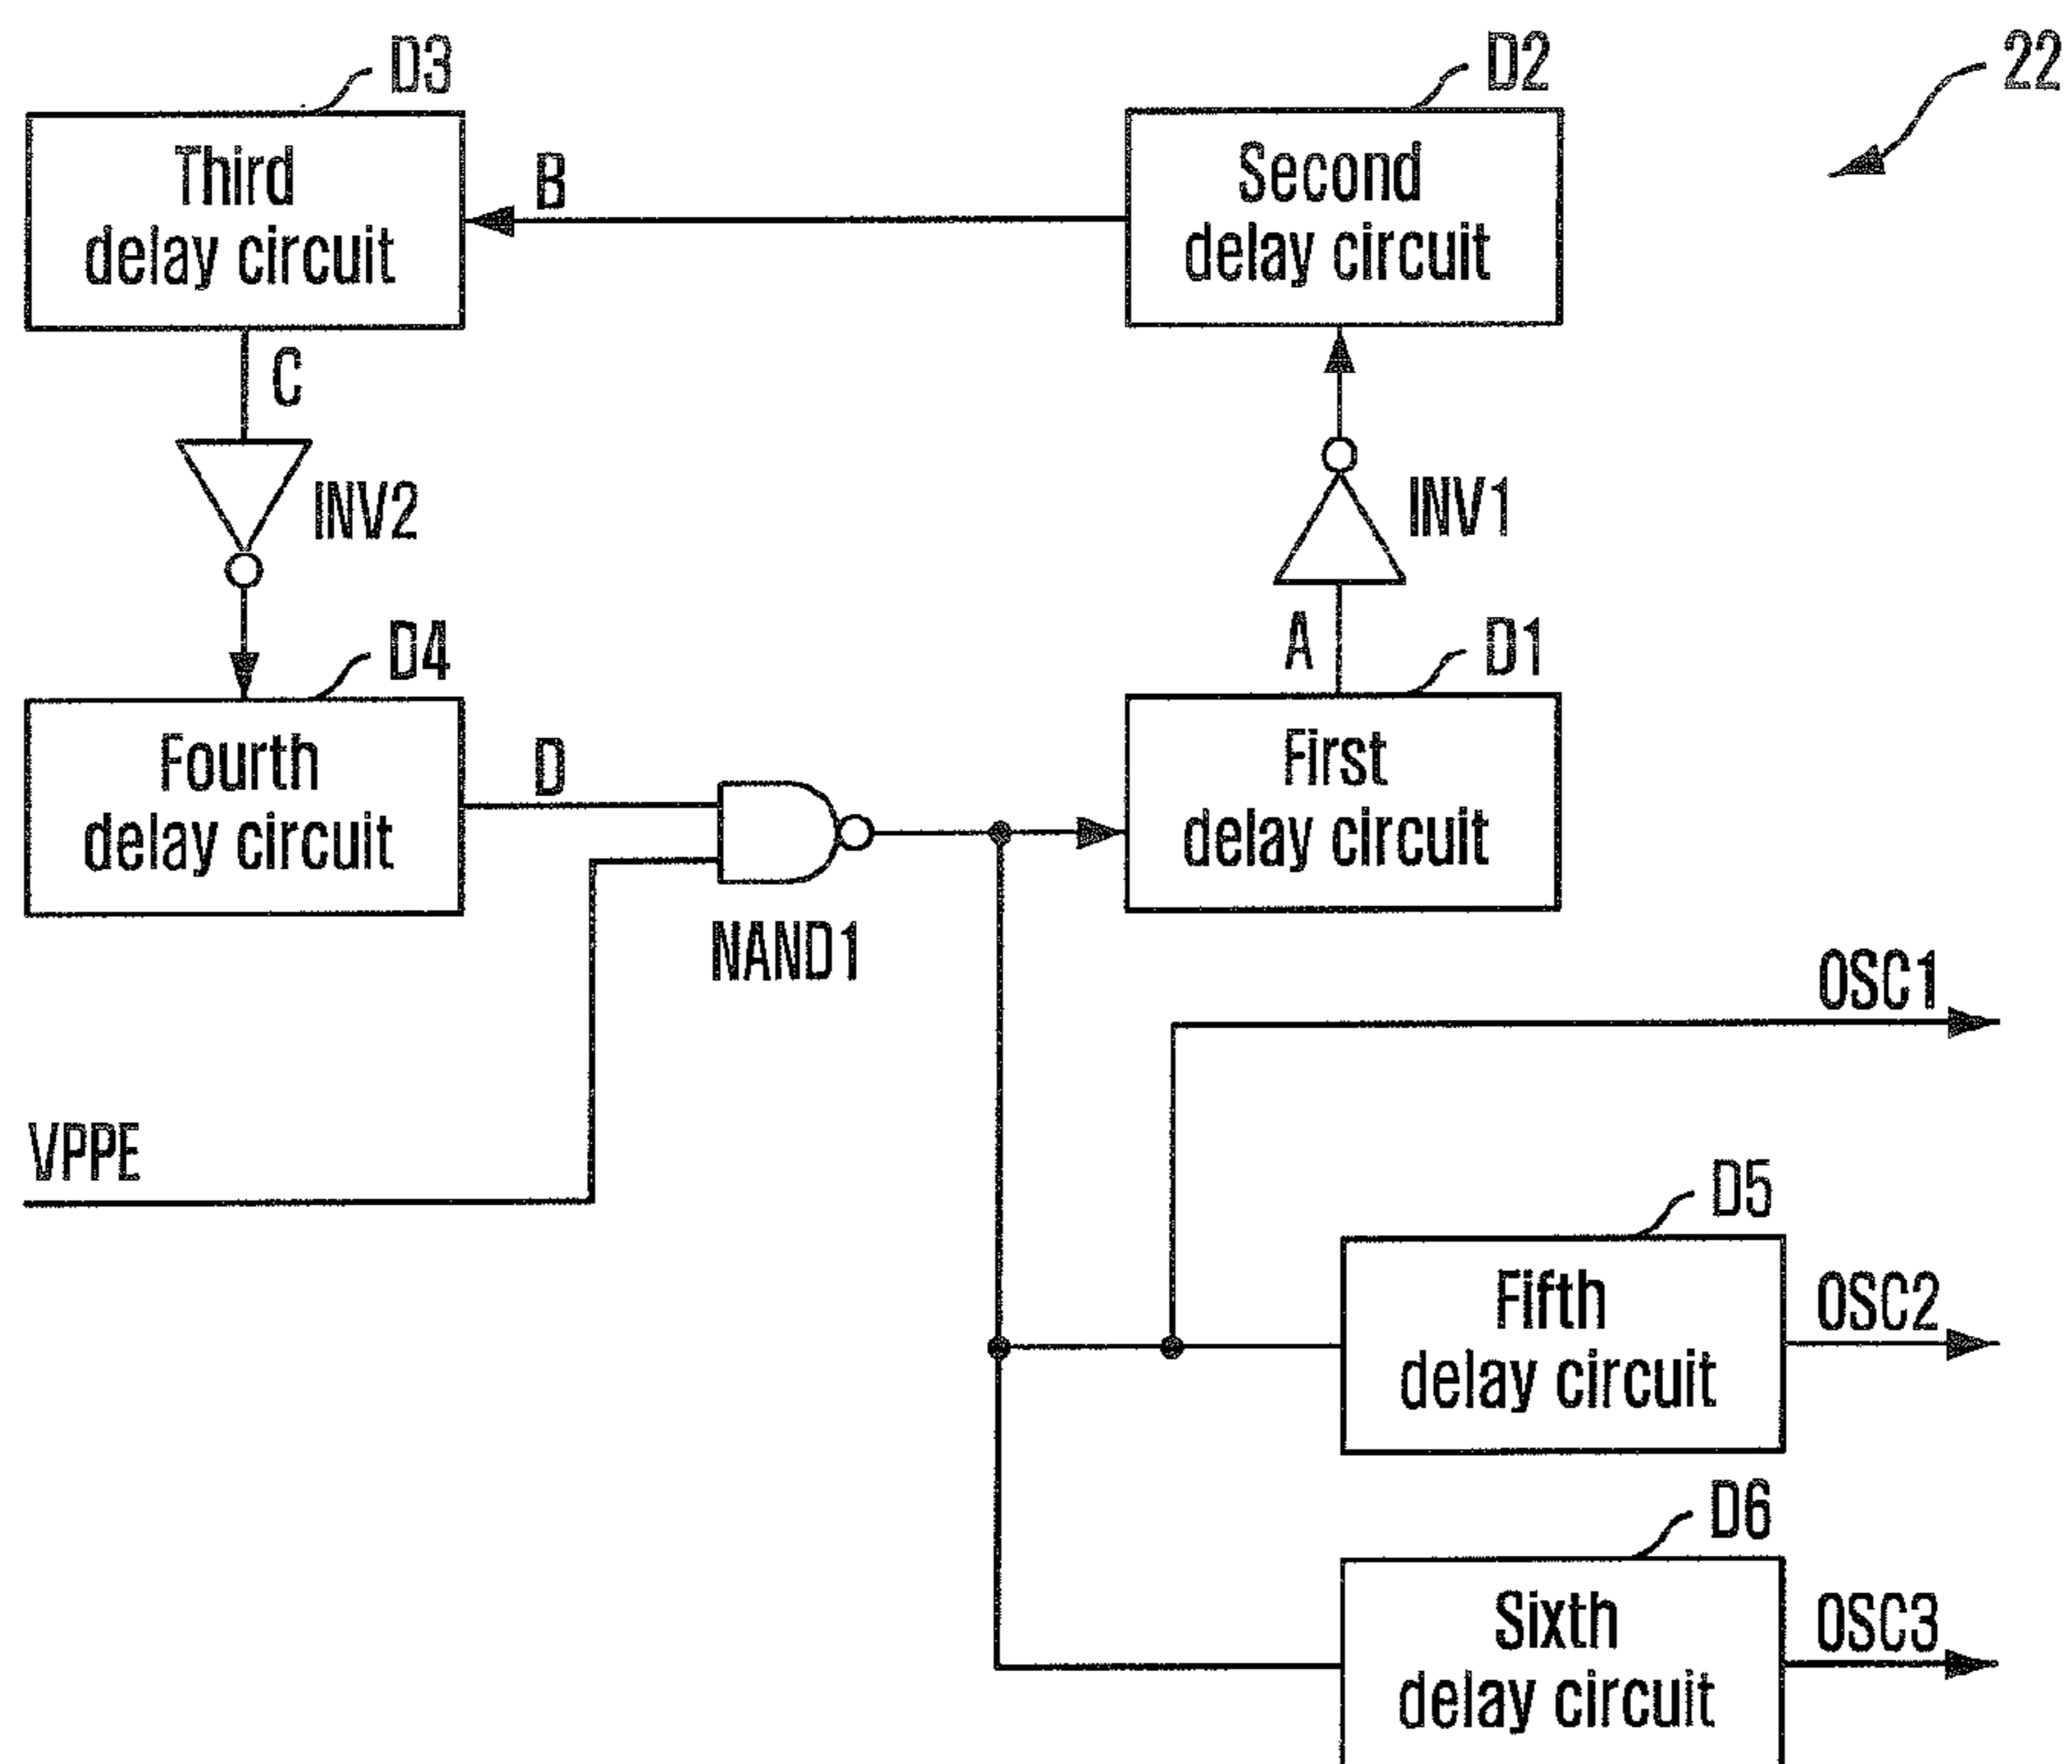 D3
D2
22
Third
delay circuit
B
Second
delay circuit
C
INV2
INV1
A
D4
D1
Fourth
delay circuit
D
First
delay circuit
NAND1
OSC1
VPPE
D5
Fifth
delay circuit
OSC2
D6
Sixth
delay circuit
OSC3